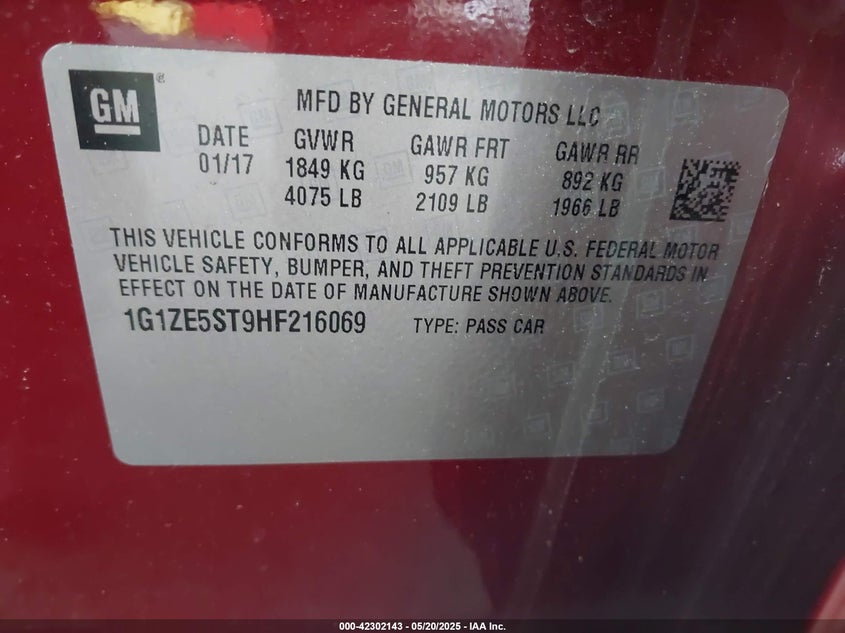 GM
MFD BY GENERAL MOTORS LLC
DATE GVWR GAWR FRT GAWR RR
01/17 1849 KG 957 KG 892 KG
4075 LB 2109 LB 1966 LB
THIS VEHICLE CONFORMS TO ALL APPLICABLE U.S. FEDERAL MOTOR
VEHICLE SAFETY, BUMPER, AND THEFT PREVENTION STANDARDS IN
EFFECT ON THE DATE OF MANUFACTURE SHOWN ABOVE.
1G1ZE5ST9HF216069 TYPE: PASS CAR
000-42302143 - 05/20/2025 - IAA Inc.